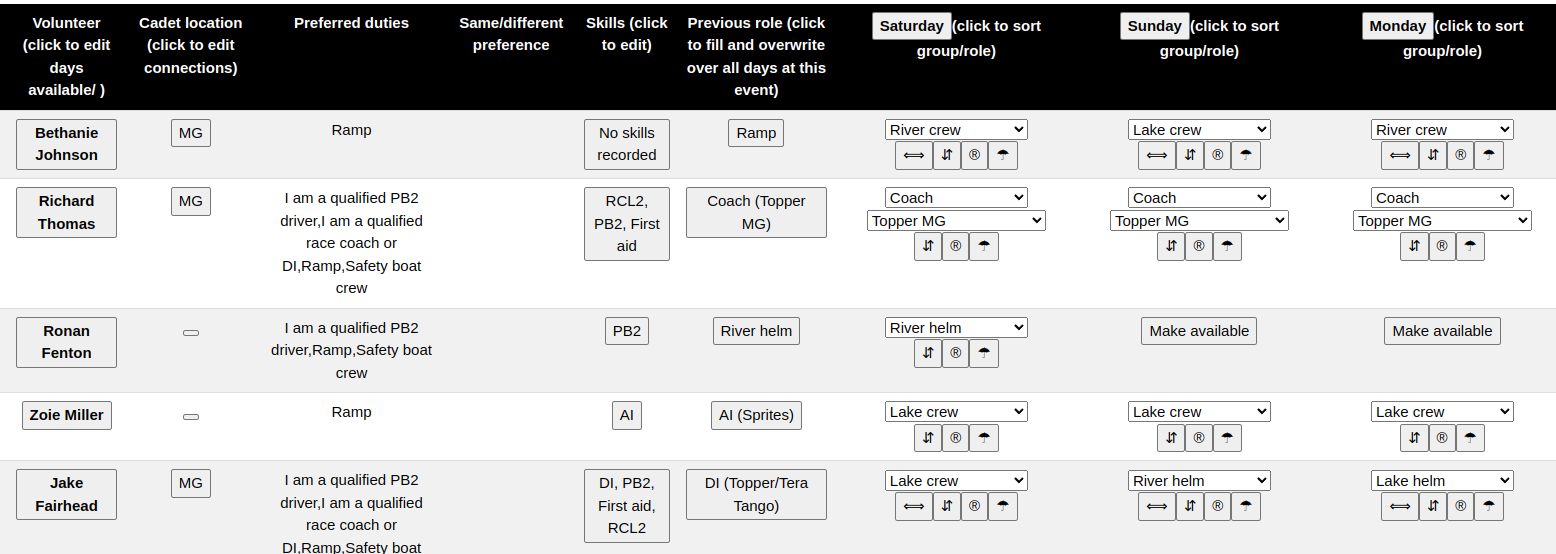 Volunteer
(click to edit
days
available/ )
Cadet location
(click to edit
connections)
Preferred duties
Same/different
preference
Skills (click
to edit)
Previous role (click
to fill and overwrite
over all days at this
event)
Saturday (click to sort
group/role)
Sunday (click to sort
group/role)
Monday (click to sort
group/role)
Bethanie
Johnson
MG
Ramp
No skills
recorded
Ramp
River crew
⟺ ⇵ ® ☂
Lake crew
⟺ ⇵ ® ☂
River crew
⟺ ⇵ ® ☂
Richard
Thomas
MG
I am a qualified PB2
driver,I am a qualified
race coach or
DI,Ramp,Safety boat
crew
RCL2,
PB2, First
aid
Coach (Topper
MG)
Coach
Topper MG
⇵ ® ☂
Coach
Topper MG
⇵ ® ☂
Coach
Topper MG
⇵ ® ☂
Ronan
Fenton
I am a qualified PB2
driver,Ramp,Safety boat
crew
PB2
River helm
River helm
⇵ ® ☂
Make available
Make available
Zoie Miller
Ramp
AI
AI (Sprites)
Lake crew
⇵ ® ☂
Lake crew
⇵ ® ☂
Lake crew
⇵ ® ☂
Jake
Fairhead
MG
I am a qualified PB2
driver,I am a qualified
race coach or
DI,Ramp,Safety boat
DI, PB2,
First aid,
RCL2
DI (Topper/Tera
Tango)
Lake crew
⟺ ⇵ ® ☂
River helm
⟺ ⇵ ® ☂
Lake helm
⟺ ⇵ ® ☂